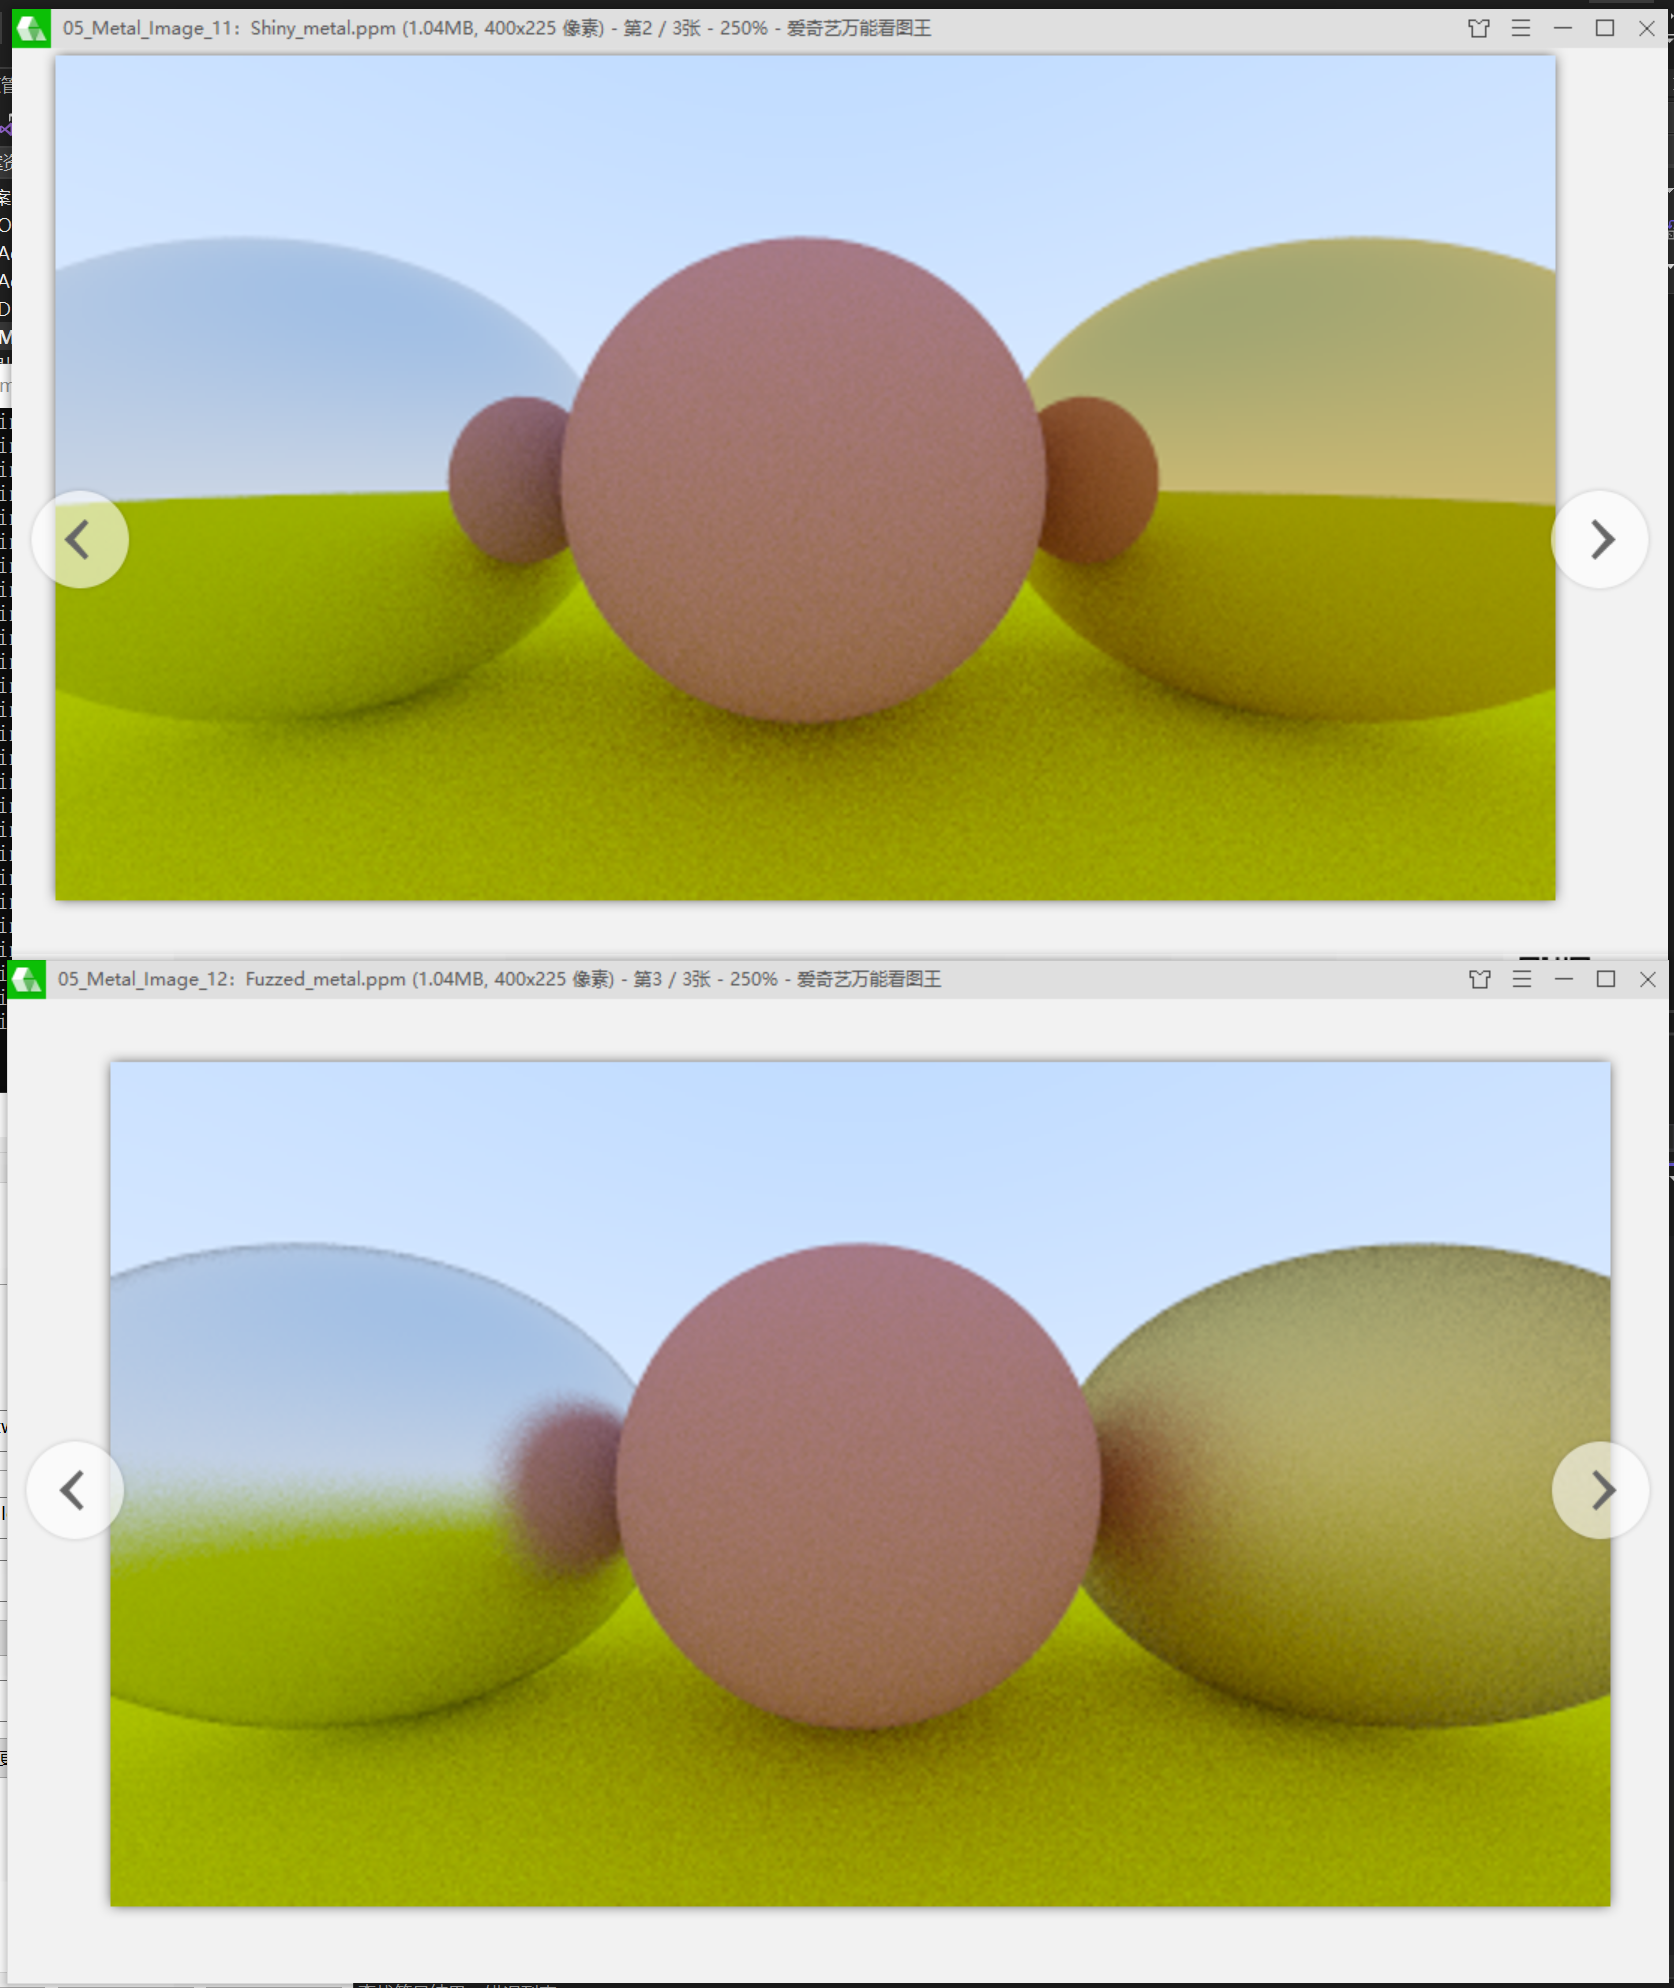 05_Metal_Image_11：Shiny_metal.ppm (1.04MB, 400x225 像素) - 第2 / 3张 - 250% - 爱奇艺万能看图王
05_Metal_Image_12：Fuzzed_metal.ppm (1.04MB, 400x225 像素) - 第3 / 3张 - 250% - 爱奇艺万能看图王